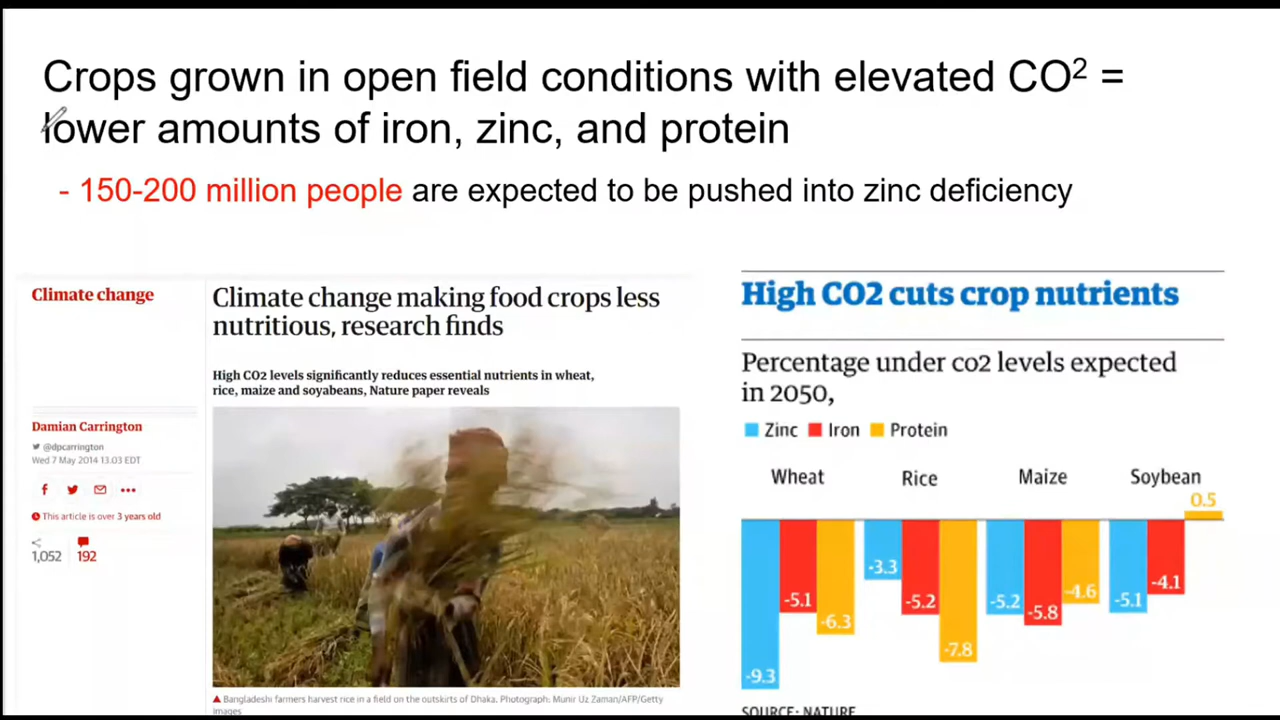 Crops grown in open field conditions with elevated CO² =
lower amounts of iron, zinc, and protein
- 150-200 million people are expected to be pushed into zinc deficiency
Climate change
Climate change making food crops less
nutritious, research finds
High CO2 levels significantly reduces essential nutrients in wheat,
rice, maize and soyabeans, Nature paper reveals
Damian Carrington
@dpcarrington
Wed 7 May 2014 13.03 EDT
This article is over 3 years old
1,052 192
Bangladeshi farmers harvest rice in a field on the outskirts of Dhaka. Photograph: Munir Uz Zaman/AFP/Getty
Images
High CO2 cuts crop nutrients
Percentage under co2 levels expected
in 2050,
Zinc Iron Protein
Wheat Rice Maize Soybean
0.5
-9.3 -5.1 -6.3 -3.3 -5.2 -7.8 -5.2 -5.8 -4.6 -5.1 -4.1
SOURCE: NATURE